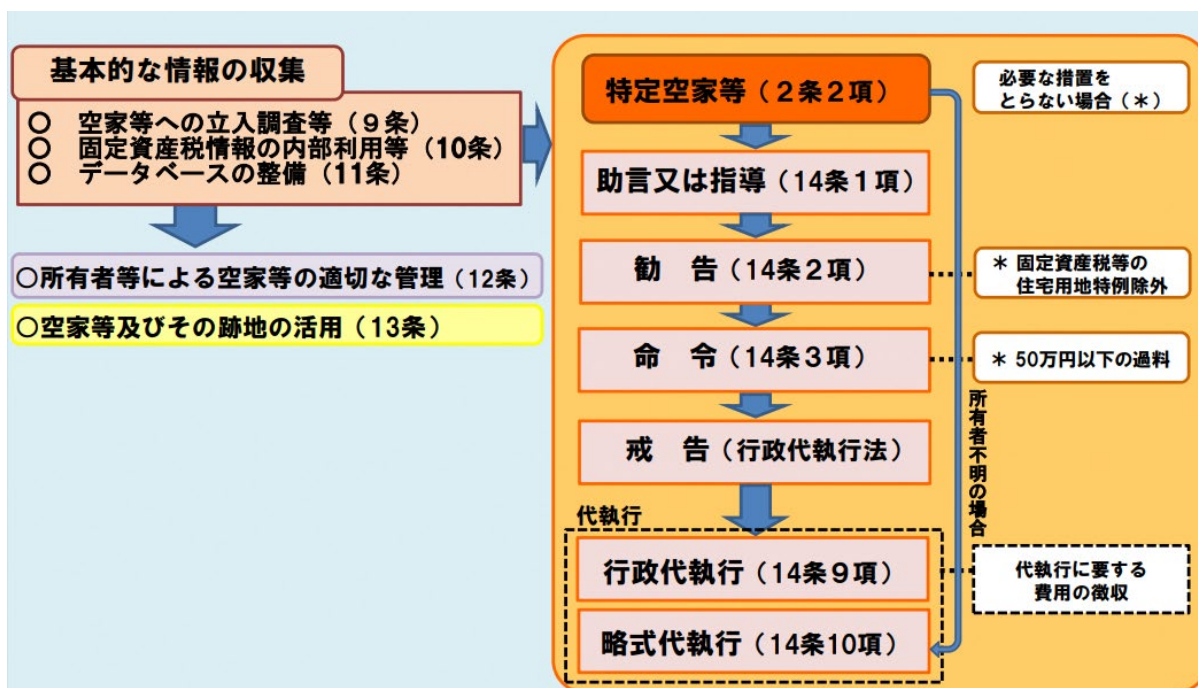 基本的な情報の収集
○ 空家等への立入調査等（９条）
○ 固定資産税情報の内部利用等（10条）
○ データベースの整備（11条）
○所有者等による空家等の適切な管理（12条）
○空家等及びその跡地の活用（13条）
特定空家等（２条２項）
助言又は指導（14条１項）
勧　告（14条２項）
命　令（14条３項）
戒　告（行政代執行法）
代執行
行政代執行（14条９項）
略式代執行（14条10項）
必要な措置を
とらない場合（＊）
＊ 固定資産税等の
住宅用地特例除外
＊ 50万円以下の過料
所有者不明の場合
代執行に要する
費用の徴収